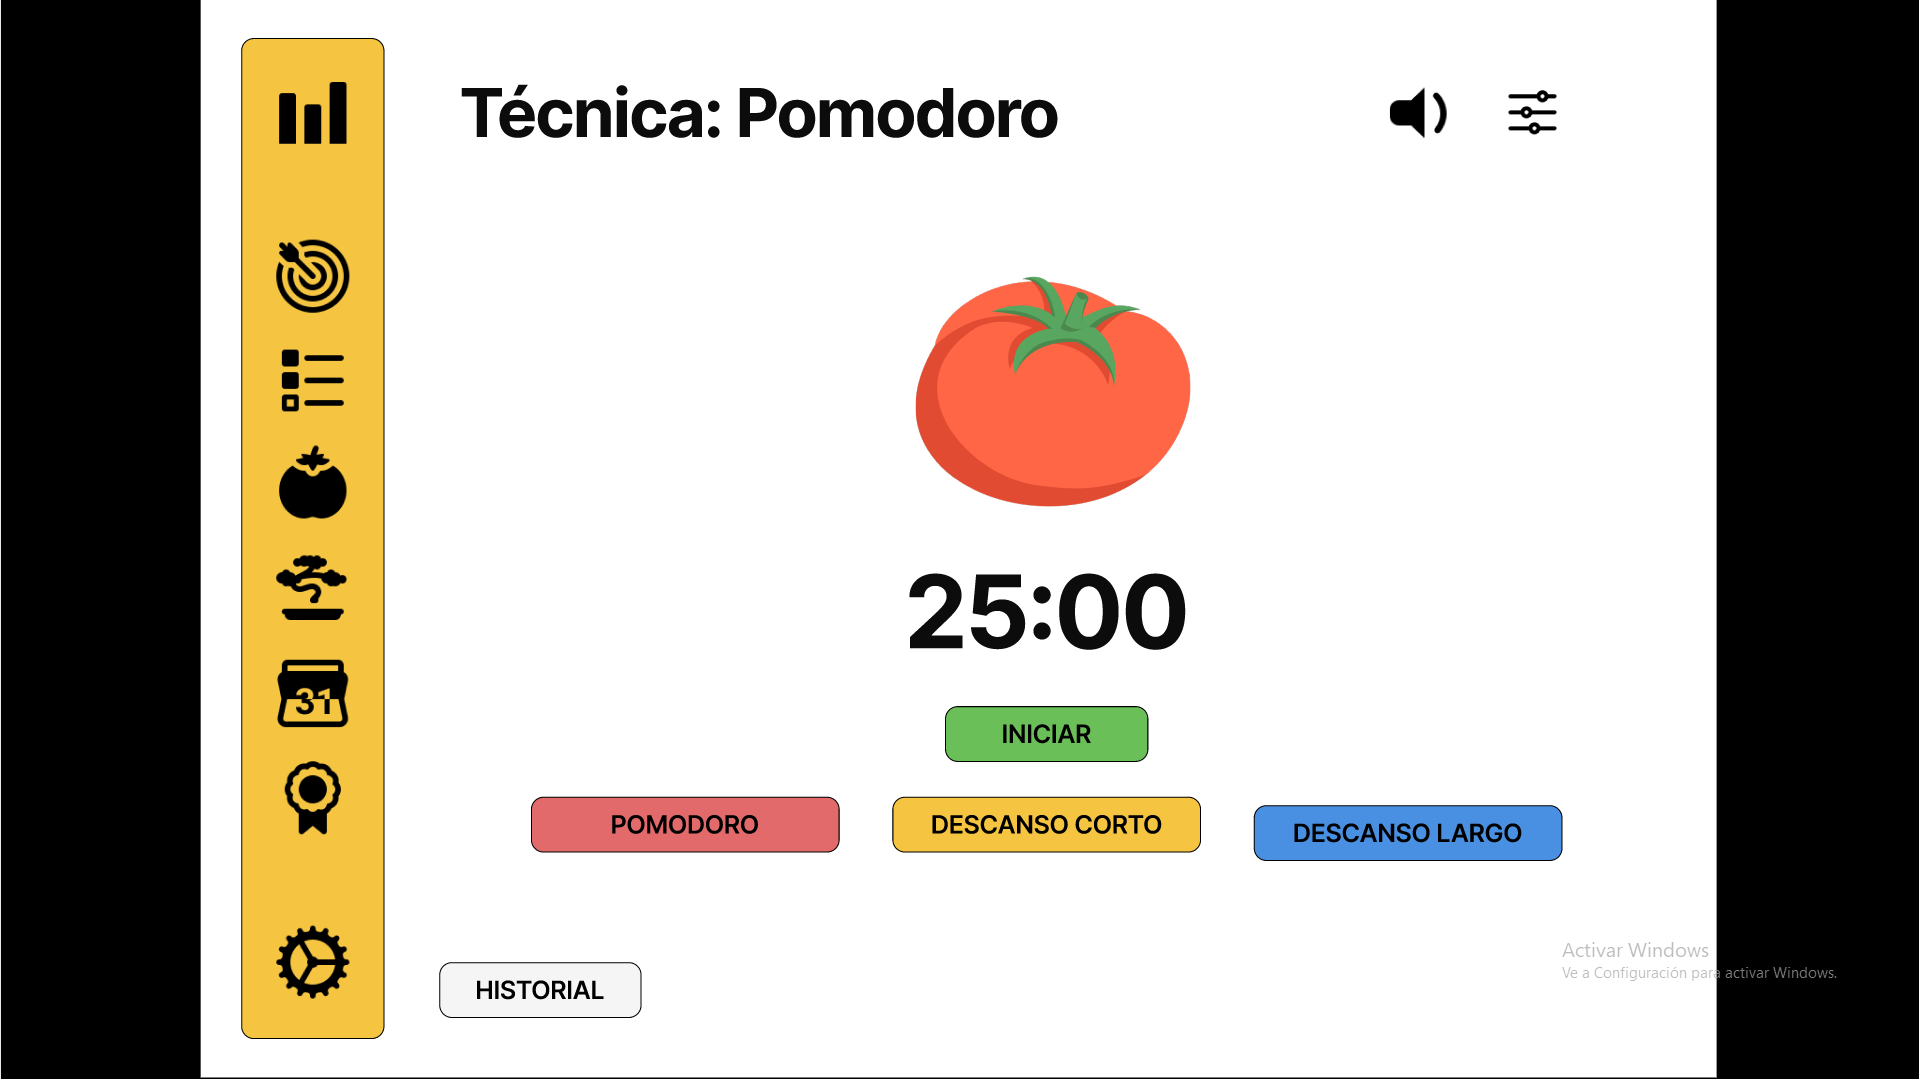 Técnica: Pomodoro
25:00
INICIAR
POMODORO
DESCANSO CORTO
DESCANSO LARGO
31
HISTORIAL
Activar Windows
Ve a Configuración para activar Windows.